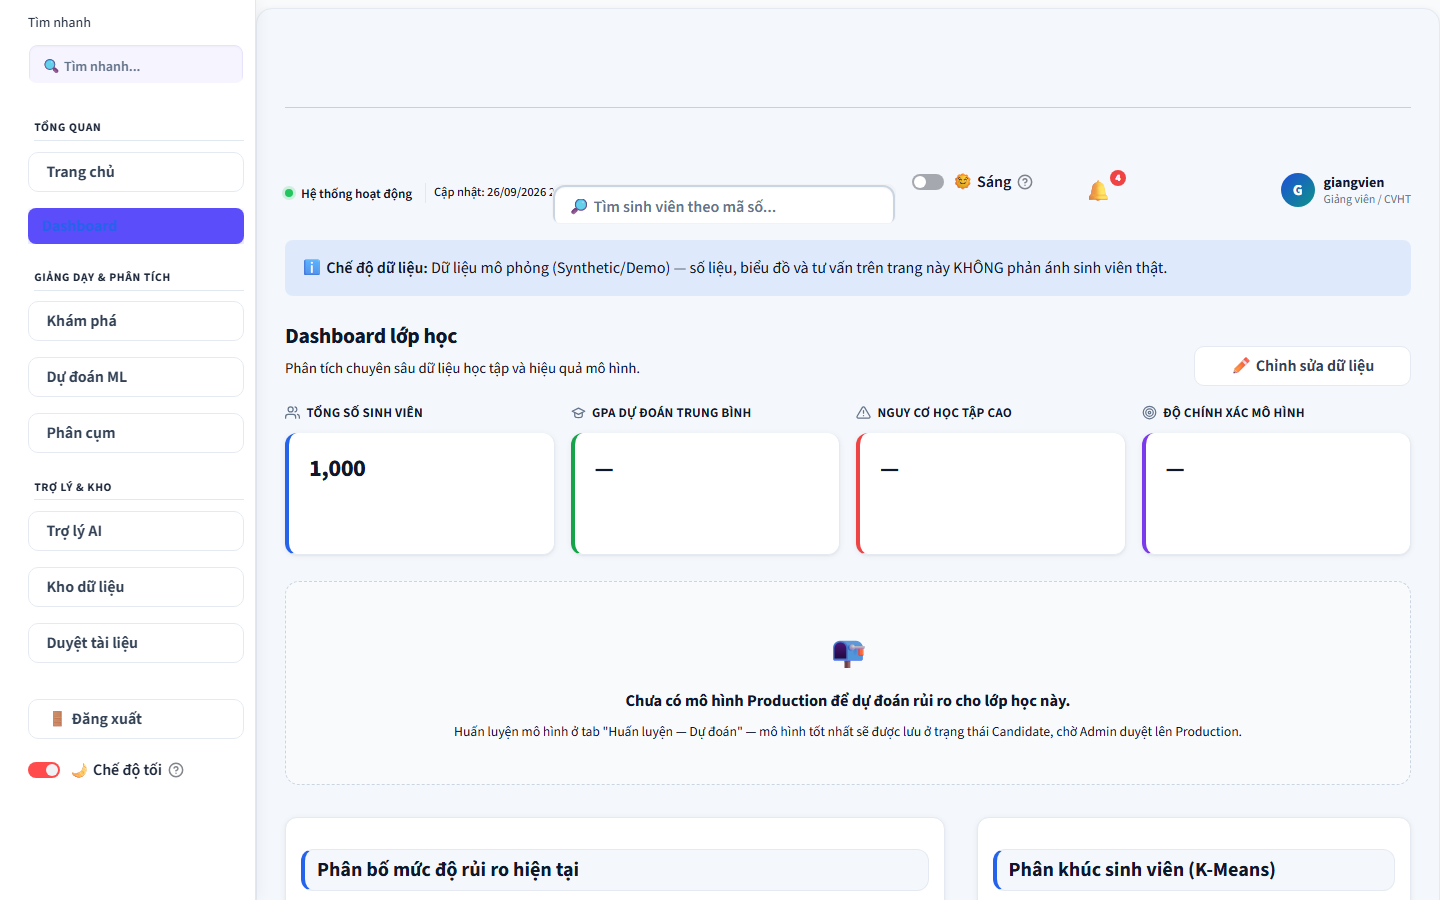 Tìm nhanh
Tìm nhanh...
TỔNG QUAN
Trang chủ
Dashboard
GIẢNG DẠY & PHÂN TÍCH
Khám phá
Dự đoán ML
Phân cụm
TRỢ LÝ & KHO
Trợ lý AI
Kho dữ liệu
Duyệt tài liệu
Đăng xuất
Chế độ tối
Hệ thống hoạt động
Cập nhật: 26/09/2026
Tìm sinh viên theo mã số...
Sáng
4
G
giangvien
Giảng viên / CVHT
Chế độ dữ liệu: Dữ liệu mô phỏng (Synthetic/Demo) — số liệu, biểu đồ và tư vấn trên trang này KHÔNG phản ánh sinh viên thật.
Dashboard lớp học
Phân tích chuyên sâu dữ liệu học tập và hiệu quả mô hình.
Chỉnh sửa dữ liệu
TỔNG SỐ SINH VIÊN
1,000
GPA DỰ ĐOÁN TRUNG BÌNH
—
NGUY CƠ HỌC TẬP CAO
—
ĐỘ CHÍNH XÁC MÔ HÌNH
—
Chưa có mô hình Production để dự đoán rủi ro cho lớp học này.
Huấn luyện mô hình ở tab "Huấn luyện — Dự đoán" — mô hình tốt nhất sẽ được lưu ở trạng thái Candidate, chờ Admin duyệt lên Production.
Phân bố mức độ rủi ro hiện tại
Phân khúc sinh viên (K-Means)